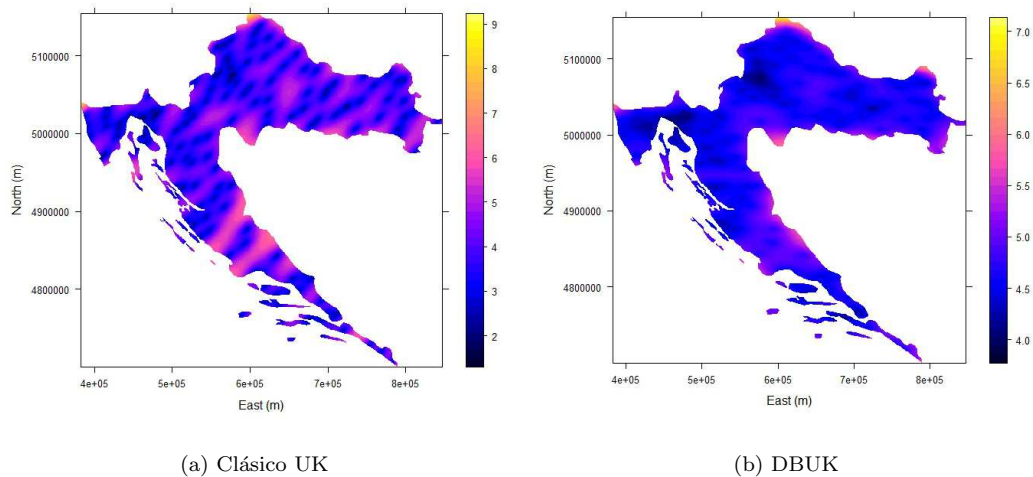 5100000
5000000
4900000
4800000
North (m)
4e+05 5e+05 6e+05 7e+05 8e+05
East (m)
9
8
7
6
5
4
3
2
(a) Clásico UK
5100000
5000000
4900000
4800000
North (m)
4e+05 5e+05 6e+05 7e+05 8e+05
East (m)
7.0
6.5
6.0
5.5
5.0
4.5
4.0
(b) DBUK